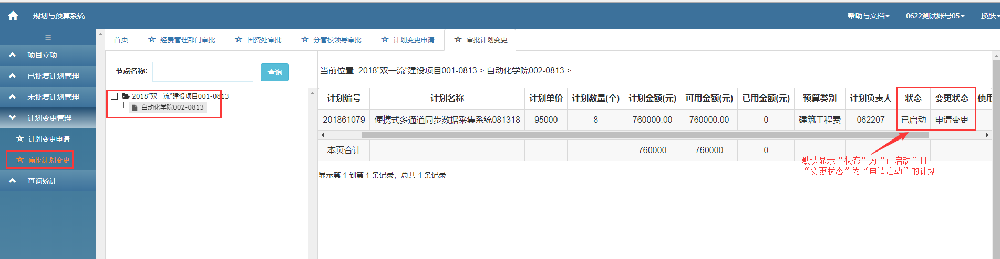 规划与预算系统
帮助与文档
0622测试账号05
换肤
首页
经费管理部门审批
国资处审批
分管校领导审批
计划变更申请
审批计划变更
项目立项
已批复计划管理
未批复计划管理
计划变更管理
计划变更申请
审批计划变更
查询统计
节点名称:
查询
2018”双一流“建设项目001-0813
自动化学院002-0813
当前位置 :2018”双一流“建设项目001-0813 > 自动化学院002-0813 >
计划编号 计划名称 计划单价 计划数量(个) 计划金额(元) 可用金额(元) 已用金额(元) 预算类别 计划负责人 状态 变更状态 使用
201861079 便携式多通道同步数据采集系统081318 95000 8 760000.00 760000.00 0 建筑工程费 062207 已启动 申请变更
本页合计 760000 760000 0
默认显示“状态”为“已启动”且
“变更状态”为“申请启动”的计划
显示第 1 到第 1 条记录，总共 1 条记录